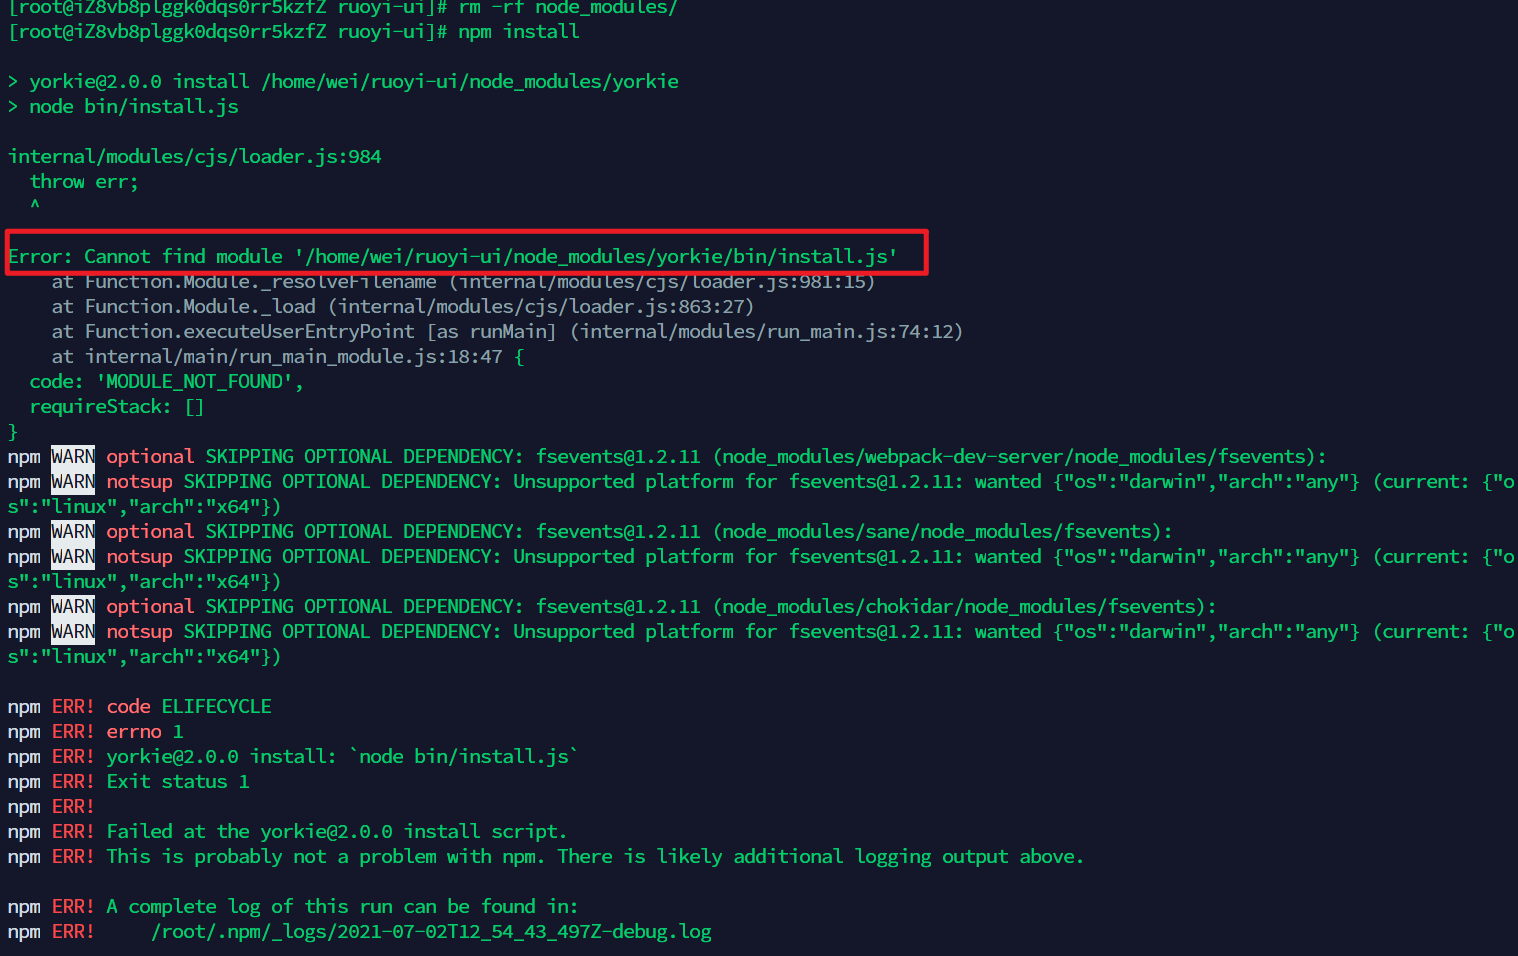 [root@iZ8vb8plggk0dqs0rr5kzfZ ruoyi-ui]# rm -rf node_modules/
[root@iZ8vb8plggk0dqs0rr5kzfZ ruoyi-ui]# npm install
> yorkie@2.0.0 install /home/wei/ruoyi-ui/node_modules/yorkie
> node bin/install.js
internal/modules/cjs/loader.js:984
  throw err;
  ^
Error: Cannot find module '/home/wei/ruoyi-ui/node_modules/yorkie/bin/install.js'
    at Function.Module._resolveFilename (internal/modules/cjs/loader.js:981:15)
    at Function.Module._load (internal/modules/cjs/loader.js:863:27)
    at Function.executeUserEntryPoint [as runMain] (internal/modules/run_main.js:74:12)
    at internal/main/run_main_module.js:18:47 {
  code: 'MODULE_NOT_FOUND',
  requireStack: []
}
npm WARN optional SKIPPING OPTIONAL DEPENDENCY: fsevents@1.2.11 (node_modules/webpack-dev-server/node_modules/fsevents):
npm WARN notsup SKIPPING OPTIONAL DEPENDENCY: Unsupported platform for fsevents@1.2.11: wanted {"os":"darwin","arch":"any"} (current: {"o
s":"linux","arch":"x64"})
npm WARN optional SKIPPING OPTIONAL DEPENDENCY: fsevents@1.2.11 (node_modules/sane/node_modules/fsevents):
npm WARN notsup SKIPPING OPTIONAL DEPENDENCY: Unsupported platform for fsevents@1.2.11: wanted {"os":"darwin","arch":"any"} (current: {"o
s":"linux","arch":"x64"})
npm WARN optional SKIPPING OPTIONAL DEPENDENCY: fsevents@1.2.11 (node_modules/chokidar/node_modules/fsevents):
npm WARN notsup SKIPPING OPTIONAL DEPENDENCY: Unsupported platform for fsevents@1.2.11: wanted {"os":"darwin","arch":"any"} (current: {"o
s":"linux","arch":"x64"})
npm ERR! code ELIFECYCLE
npm ERR! errno 1
npm ERR! yorkie@2.0.0 install: `node bin/install.js`
npm ERR! Exit status 1
npm ERR!
npm ERR! Failed at the yorkie@2.0.0 install script.
npm ERR! This is probably not a problem with npm. There is likely additional logging output above.
npm ERR! A complete log of this run can be found in:
npm ERR!     /root/.npm/_logs/2021-07-02T12_54_43_497Z-debug.log